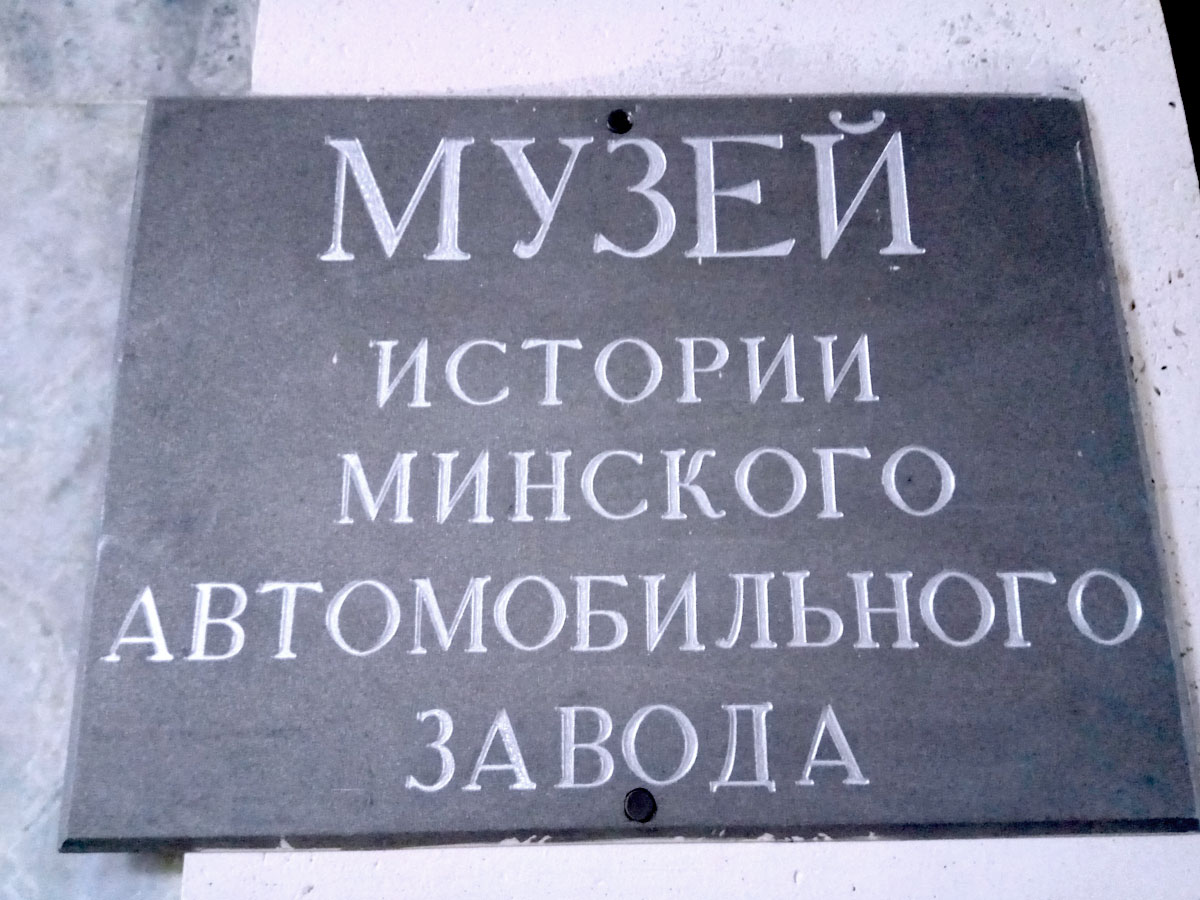 МУЗЕЙ
ИСТОРИИ
МИНСКОГО
АВТОМОБИЛЬНОГО
ЗАВОДА